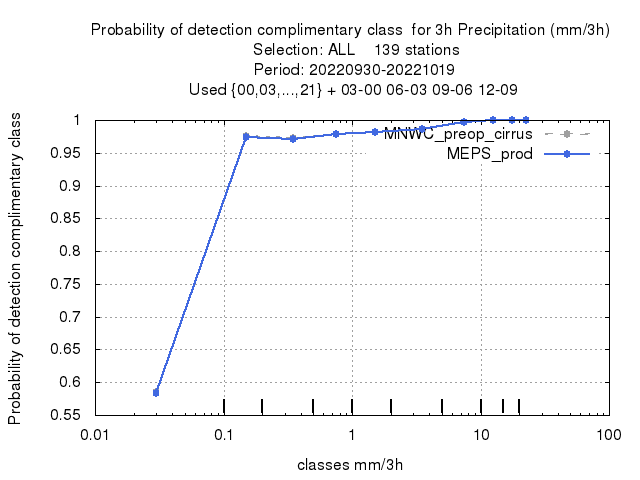 Probability of detection complimentary class  for 3h Precipitation (mm/3h)
Selection: ALL    139 stations
Period: 20220930-20221019
Used {00,03,...,21} + 03-00 06-03 09-06 12-09
Probability of detection complimentary class
1
0.95
0.9
0.85
0.8
0.75
0.7
0.65
0.6
0.55
MNWC_preop_cirrus
MEPS_prod
0.01 0.1 1 10 100
classes mm/3h